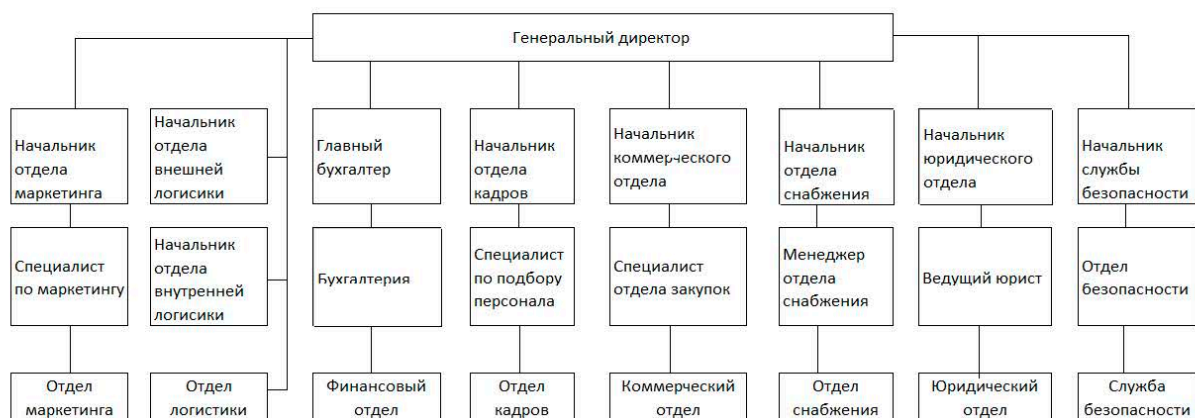 Генеральный директор
Начальник
отдела
маркетинга
Начальник
отдела
внешней
логисики
Главный
бухгалтер
Начальник
отдела
кадров
Начальник
коммерческого
отдела
Начальник
отдела
снабжения
Начальник
юридического
отдела
Начальник
службы
безопасности
Специалист
по маркетингу
Начальник
отдела
внутренней
логисики
Бухгалтерия
Специалист
по подбору
персонала
Специалист
отдела закупок
Менеджер
отдела
снабжения
Ведущий юрист
Отдел
безопасности
Отдел
маркетинга
Отдел
логистики
Финансовый
отдел
Отдел
кадров
Коммерческий
отдел
Отдел
снабжения
Юридический
отдел
Служба
безопасности